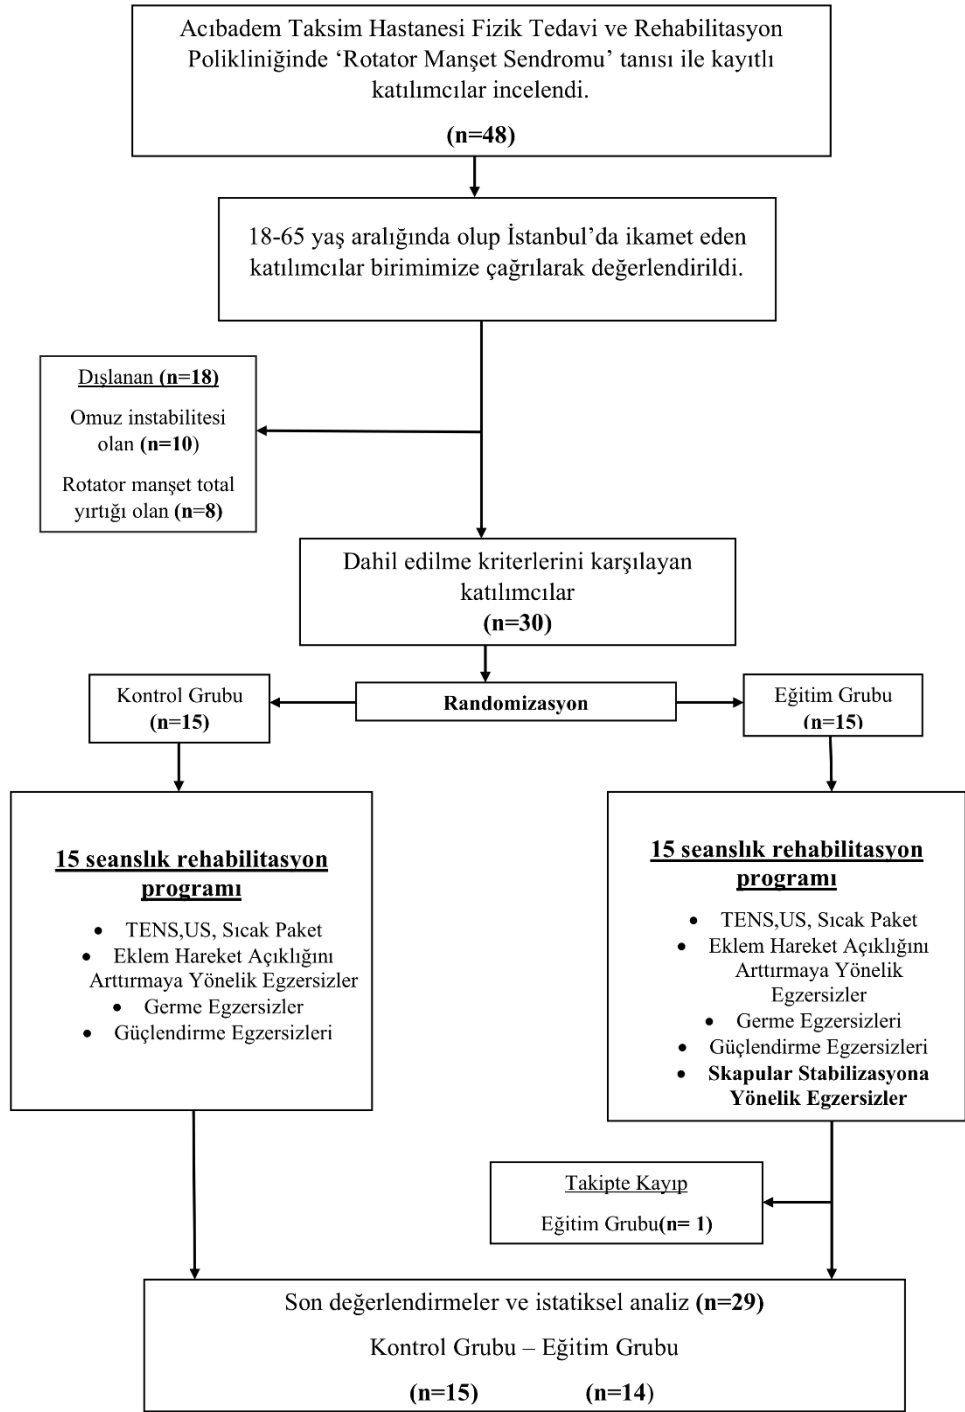 Acıbadem Taksim Hastanesi Fizik Tedavi ve Rehabilitasyon
Polikliniğinde ‘Rotator Manşet Sendromu’ tanısı ile kayıtlı
katılımcılar incelendi.
(n=48)
18-65 yaş aralığında olup İstanbul’da ikamet eden
katılımcılar birimimize çağrılarak değerlendirildi.
Dışlanan (n=18)
Omuz instabilitesi
olan (n=10)
Rotator manşet total
yırtığı olan (n=8)
Dahil edilme kriterlerini karşılayan
katılımcılar
(n=30)
Randomizasyon
Kontrol Grubu
(n=15)
Eğitim Grubu
(n=15)
15 seanslık rehabilitasyon
programı
• TENS,US, Sıcak Paket
• Eklem Hareket Açıklığını
Arttırmaya Yönelik Egzersizler
• Germe Egzersizler
• Güçlendirme Egzersizleri
15 seanslık rehabilitasyon
programı
• TENS,US, Sıcak Paket
• Eklem Hareket Açıklığını
Arttırmaya Yönelik
Egzersizler
• Germe Egzersizleri
• Güçlendirme Egzersizleri
• Skapular Stabilizasyona
Yönelik Egzersizler
Takipte Kayıp
Eğitim Grubu(n= 1)
Son değerlendirmeler ve istatiksel analiz (n=29)
Kontrol Grubu – Eğitim Grubu
(n=15) (n=14)